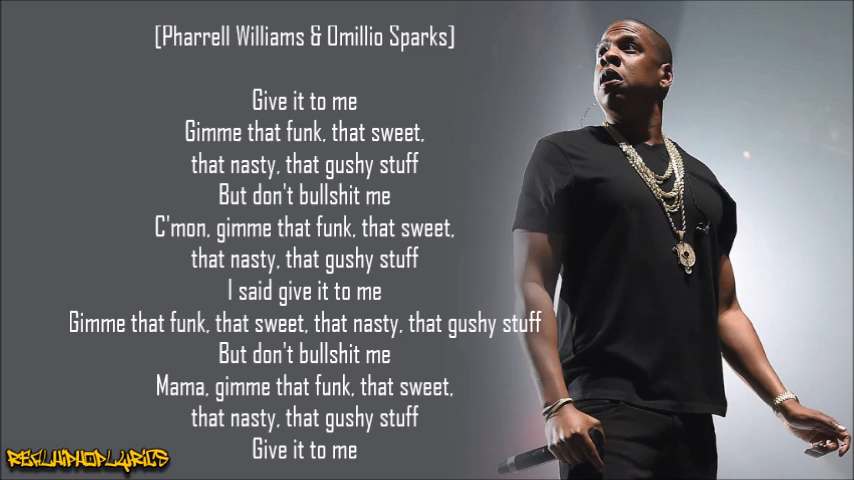 [Pharrell Williams & Omillio Sparks]
Give it to me
Gimme that funk, that sweet,
that nasty, that gushy stuff
But don't bullshit me
C'mon, gimme that funk, that sweet,
that nasty, that gushy stuff
I said give it to me
Gimme that funk, that sweet, that nasty, that gushy stuff
But don't bullshit me
Mama, gimme that funk, that sweet,
that nasty, that gushy stuff
Give it to me
REALHIPHOPLYRICS